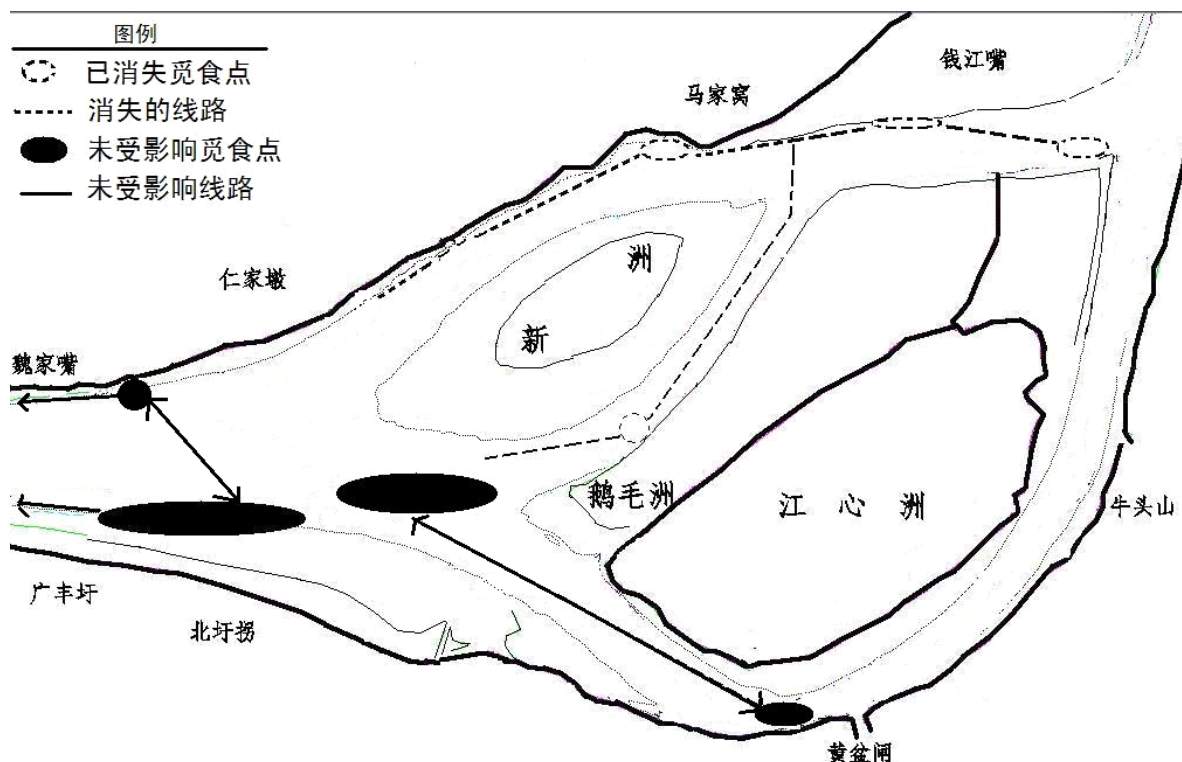 图例
已消失觅食点
消失的线路
未受影响觅食点
未受影响线路
钱江嘴
马家窝
仁家墩
洲
新
魏家嘴
鹅毛洲
江心洲
牛头山
广丰圩
北圩拐
黄盆闸